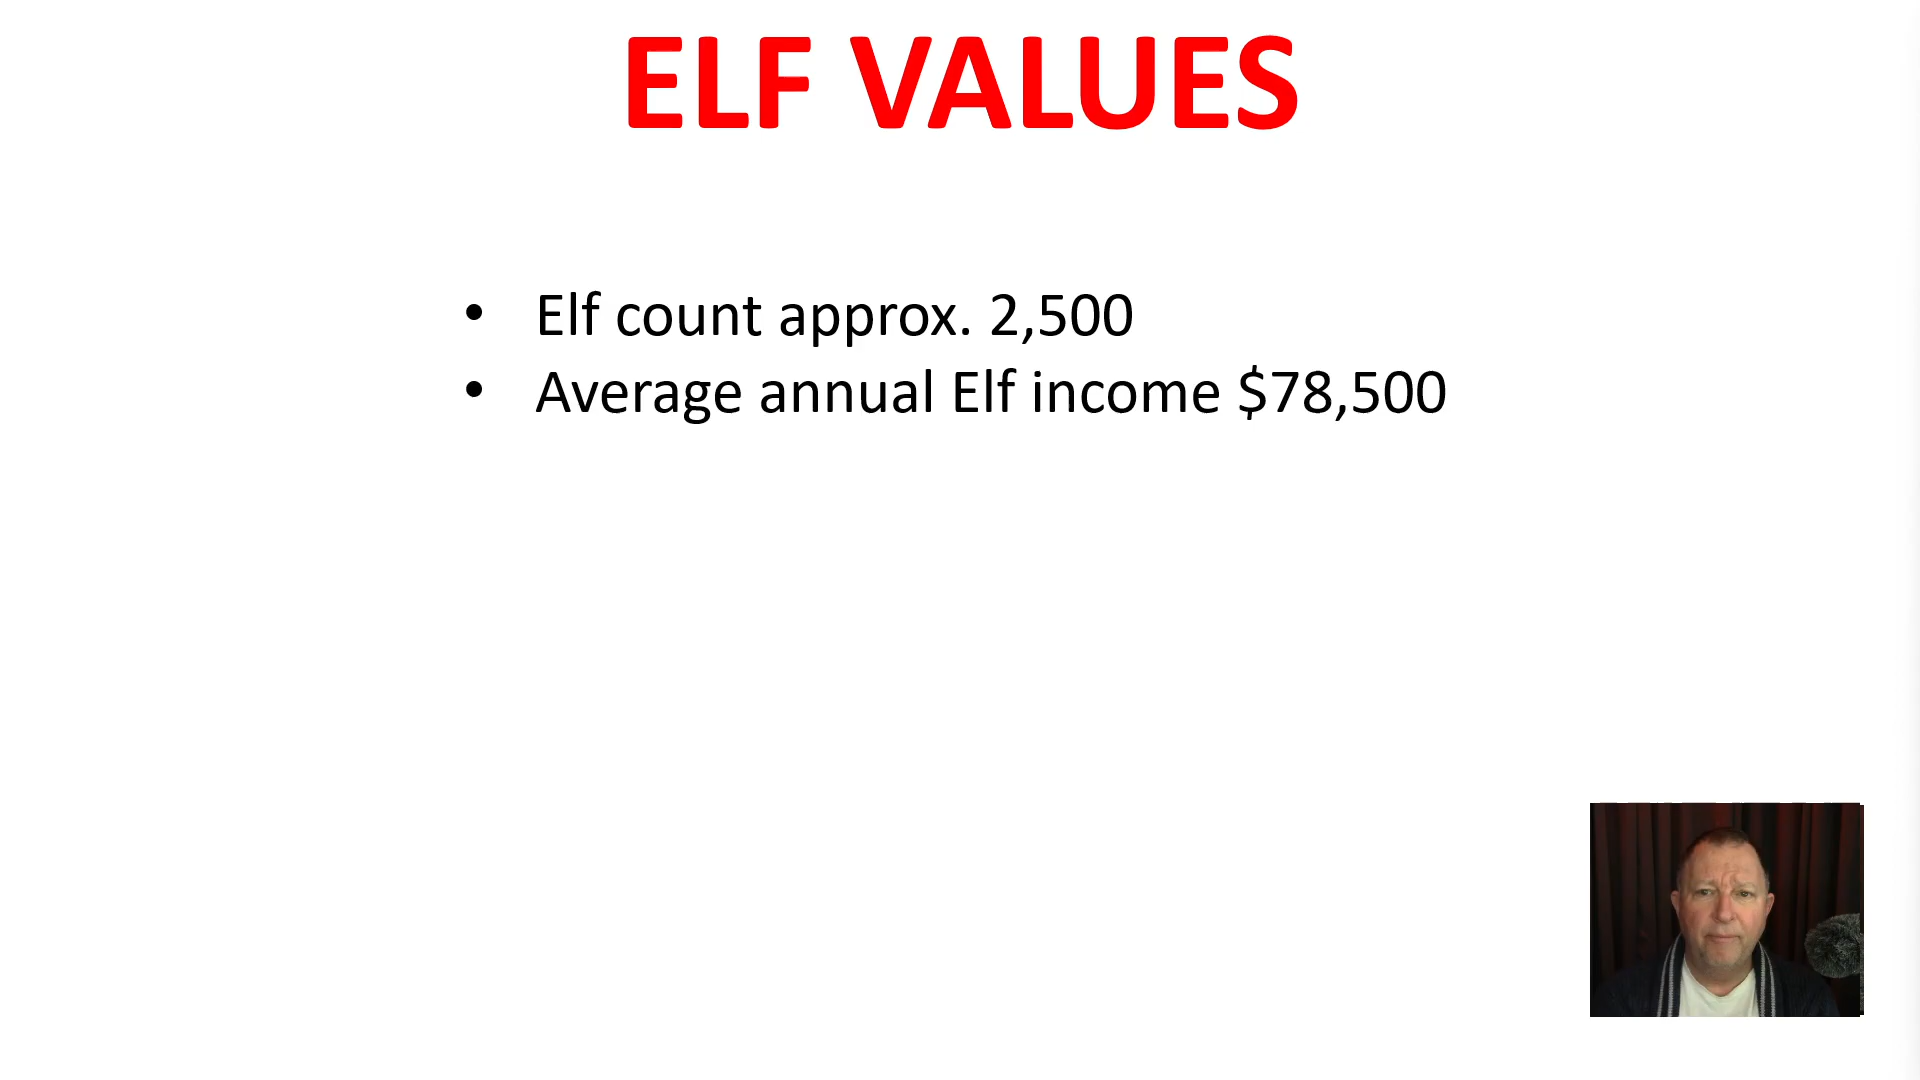 ELF VALUES
• Elf count approx. 2,500
• Average annual Elf income $78,500